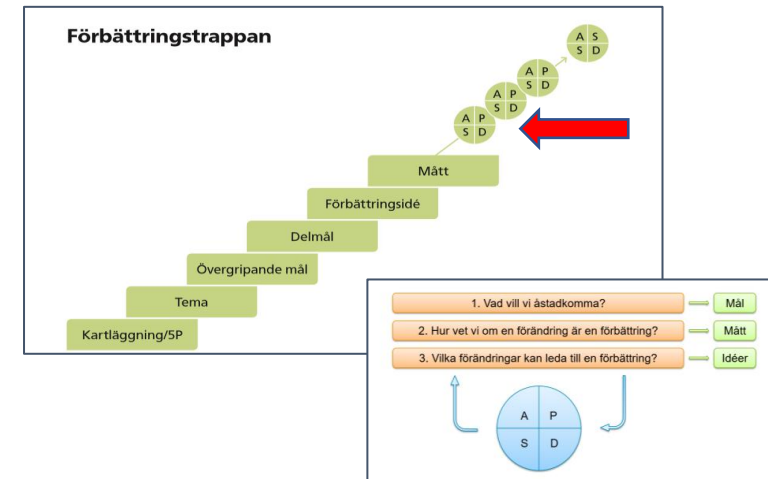 Förbättringstrappan
A S
S D
A P
S D
A P
S D
A P
S D
Mått
Förbättringsidé
Delmål
Övergripande mål
Tema
Kartläggning/5P
1. Vad vill vi åstadkomma?
Mål
2. Hur vet vi om en förändring är en förbättring?
Mått
3. Vilka förändringar kan leda till en förbättring?
Idéer
A P
S D